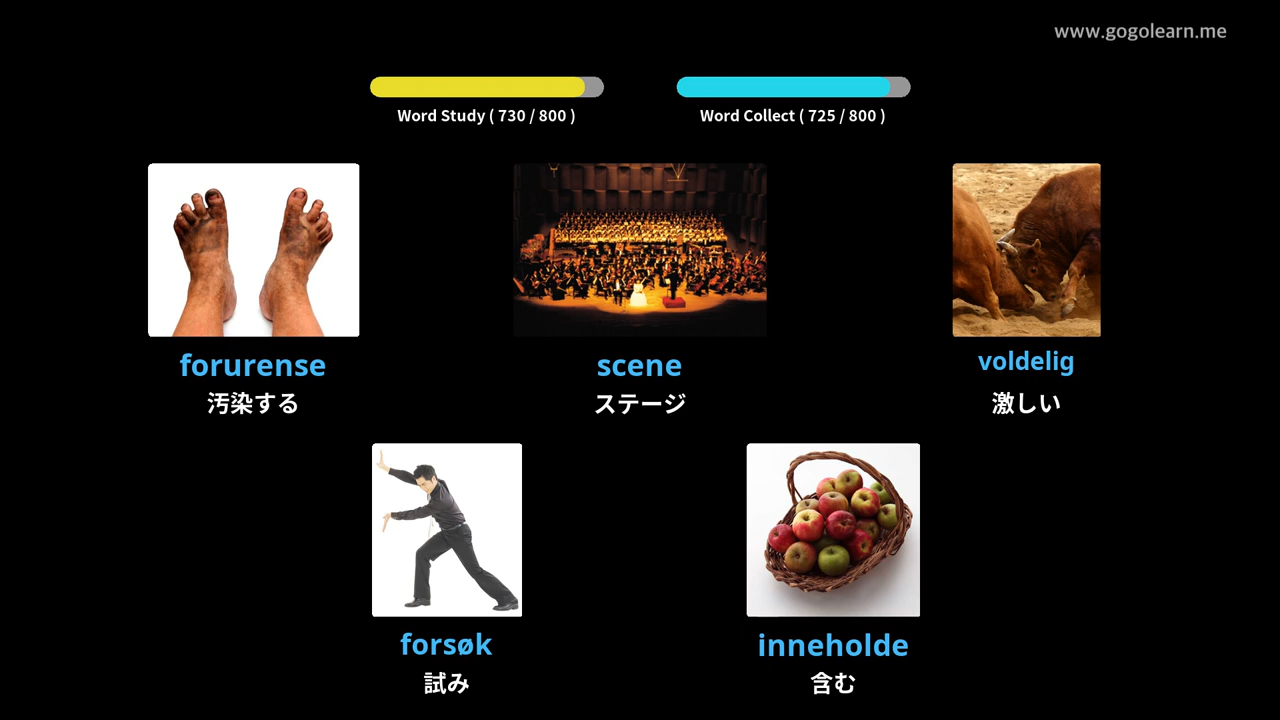 www.gogolearn.me
Word Study ( 730 / 800 )
Word Collect ( 725 / 800 )
forurense
汚染する
scene
ステージ
voldelig
激しい
forsøk
試み
inneholde
含む